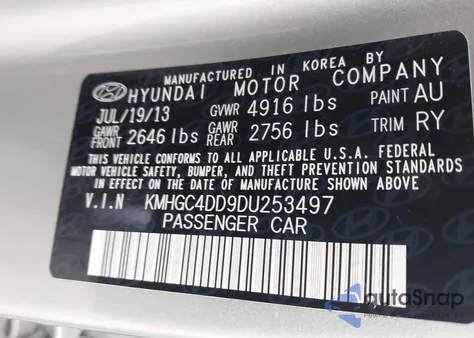 MANUFACTURED IN KOREA BY
HYUNDAI MOTOR COMPANY
JUL/19/13 GVWR 4916 lbs PAINT AU
GAWR FRONT 2646 lbs GAWR REAR 2756 lbs TRIM RY
THIS VEHICLE CONFORMS TO ALL APPLICABLE U.S.A. FEDERAL
MOTOR VEHICLE SAFETY, BUMPER, AND THEFT PREVENTION STANDARDS
IN EFFECT ON THE DATE OF MANUFACTURE SHOWN ABOVE
V.I.N KMHGC4DD9DU253497
PASSENGER CAR
autoSnap